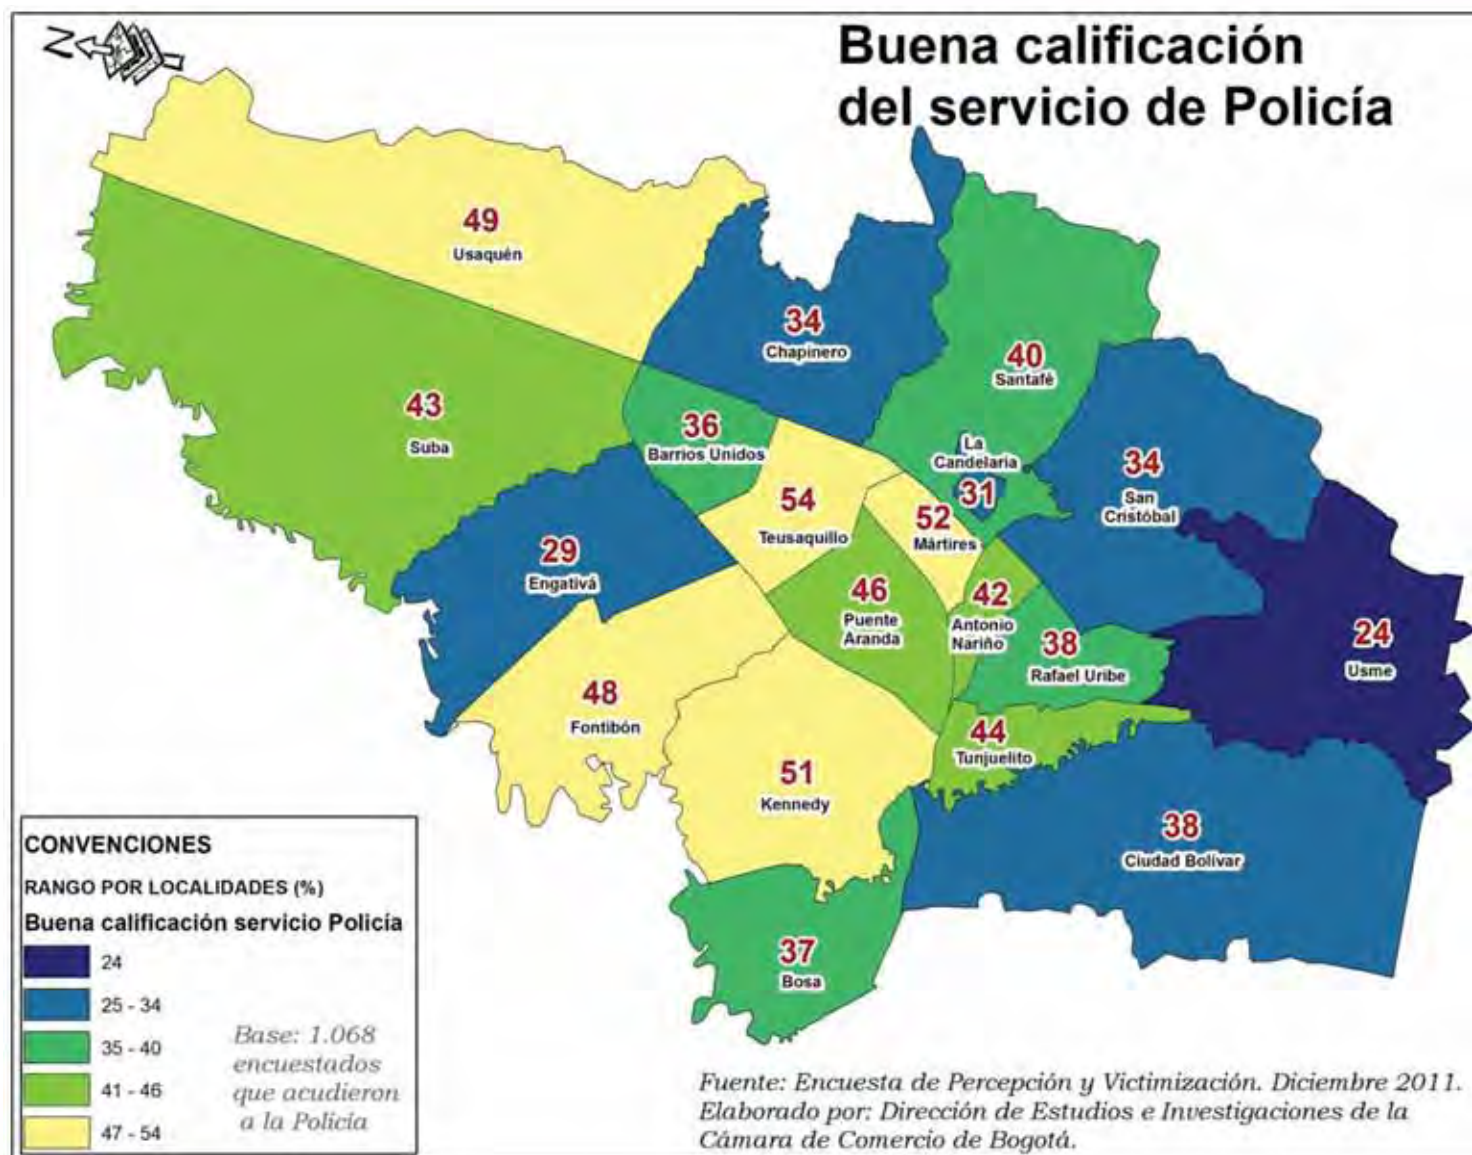 N
Buena calificación
del servicio de Policía
49
Usaquén
34
Chapinero
40
Santafé
43
Suba
36
Barrios Unidos
La
Candelaria
31
34
San
Cristóbal
54
Teusaquillo
52
Mártires
29
Engativá
46
Puente
Aranda
42
Antonio
Nariño
38
Rafael Uribe
24
Usme
48
Fontibón
44
Tunjuelito
51
Kennedy
38
Ciudad Bolívar
37
Bosa
CONVENCIONES
RANGO POR LOCALIDADES (%)
Buena calificación servicio Policía
24
25 - 34
35 - 40
41 - 46
47 - 54
Base: 1.068
encuestados
que acudieron
a la Policía
Fuente: Encuesta de Percepción y Victimización. Diciembre 2011.
Elaborado por: Dirección de Estudios e Investigaciones de la
Cámara de Comercio de Bogotá.